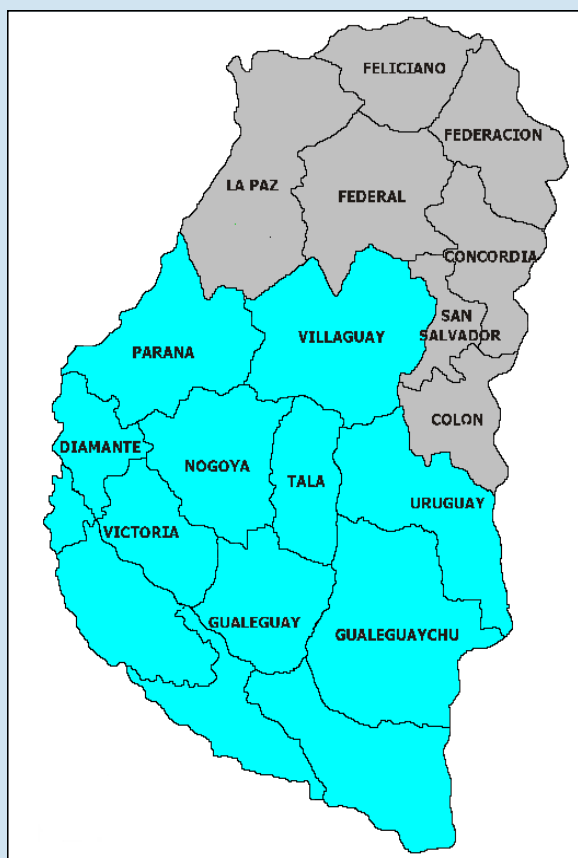 FELICIANO
FEDERACION
LA PAZ
FEDERAL
CONCORDIA
SAN
SALVADOR
PARANA
VILLAGUAY
COLON
DIAMANTE
NOGOYA
TALA
URUGUAY
VICTORIA
GUALEGUAY
GUALEGUAYCHU